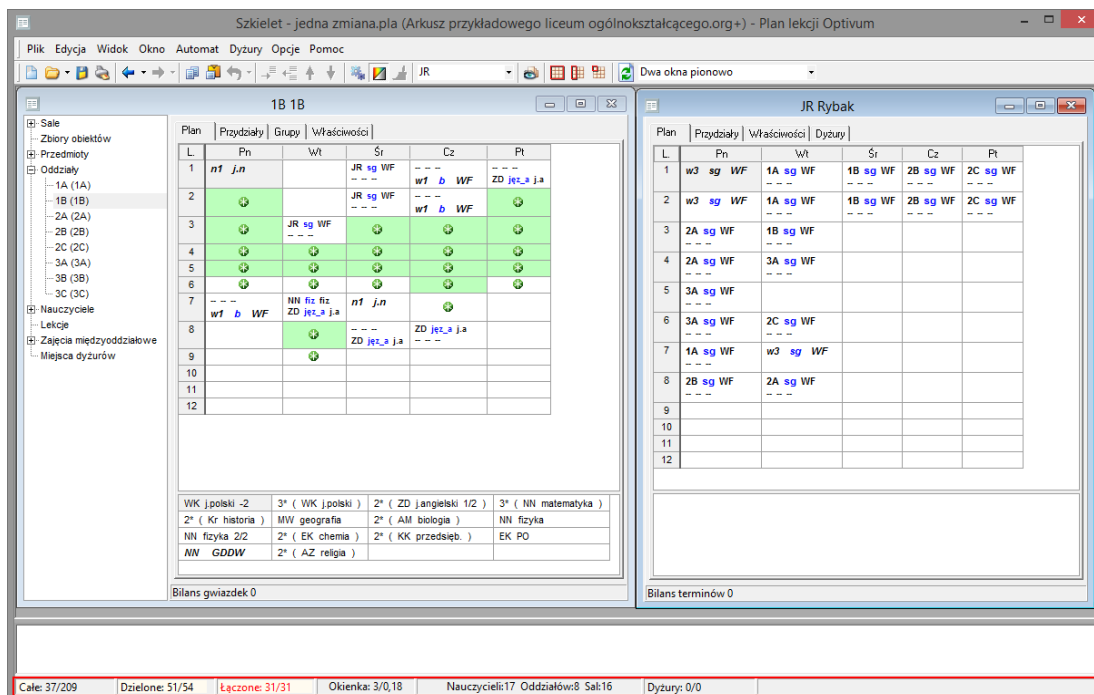 Szkielet - jedna zmiana.pla (Arkusz przykładowego liceum ogólnokształcącego.org+) - Plan lekcji Optivum
Plik Edycja Widok Okno Automat Dyżury Opcje Pomoc
JR Dwa okna pionowo
1B 1B
Sale
Zbiory obiektów
Przedmioty
Oddziały
1A (1A)
1B (1B)
2A (2A)
2B (2B)
2C (2C)
3A (3A)
3B (3B)
3C (3C)
Nauczyciele
Lekcje
Zajęcia międzyoddziałowe
Miejsca dyżurów
Plan Przydziały Grupy Właściwości
L. Pn Wt Śr Cz Pt
1 n1 j.n JR sg WF - - - - - -
- - - w1 b WF ZD jęz_a j.a
2 JR sg WF - - -
- - - w1 b WF
3 JR sg WF
- - -
4
5
6
7 - - - NN fiz fiz n1 j.n
w1 b WF ZD jęz_a j.a
8 - - - ZD jęz_a j.a
ZD jęz_a j.a - - -
9
10
11
12
WK j.polski -2 3* ( WK j.polski ) 2* ( ZD j.angielski 1/2 ) 3* ( NN matematyka )
2* ( Kr historia ) MW geografia 2* ( AM biologia ) NN fizyka
NN fizyka 2/2 2* ( EK chemia ) 2* ( KK przedsięb. ) EK PO
NN GDDW 2* ( AZ religia )
Bilans gwiazdek 0
JR Rybak
Plan Przydziały Właściwości Dyżury
L. Pn Wt Śr Cz Pt
1 w3 sg WF 1A sg WF 1B sg WF 2B sg WF 2C sg WF
- - - - - - - - - - - -
2 w3 sg WF 1A sg WF 1B sg WF 2B sg WF 2C sg WF
- - - - - - - - - - - -
3 2A sg WF 1B sg WF
- - - - - -
4 2A sg WF 3A sg WF
- - - - - -
5 3A sg WF
- - -
6 3A sg WF 2C sg WF
- - - - - -
7 1A sg WF w3 sg WF
- - -
8 2B sg WF 2A sg WF
- - - - - -
9
10
11
12
Bilans terminów 0
Całe: 37/209 Dzielone: 51/54 Łączone: 31/31 Okienka: 3/0,18 Nauczycieli:17 Oddziałów:8 Sal:16 Dyżury: 0/0